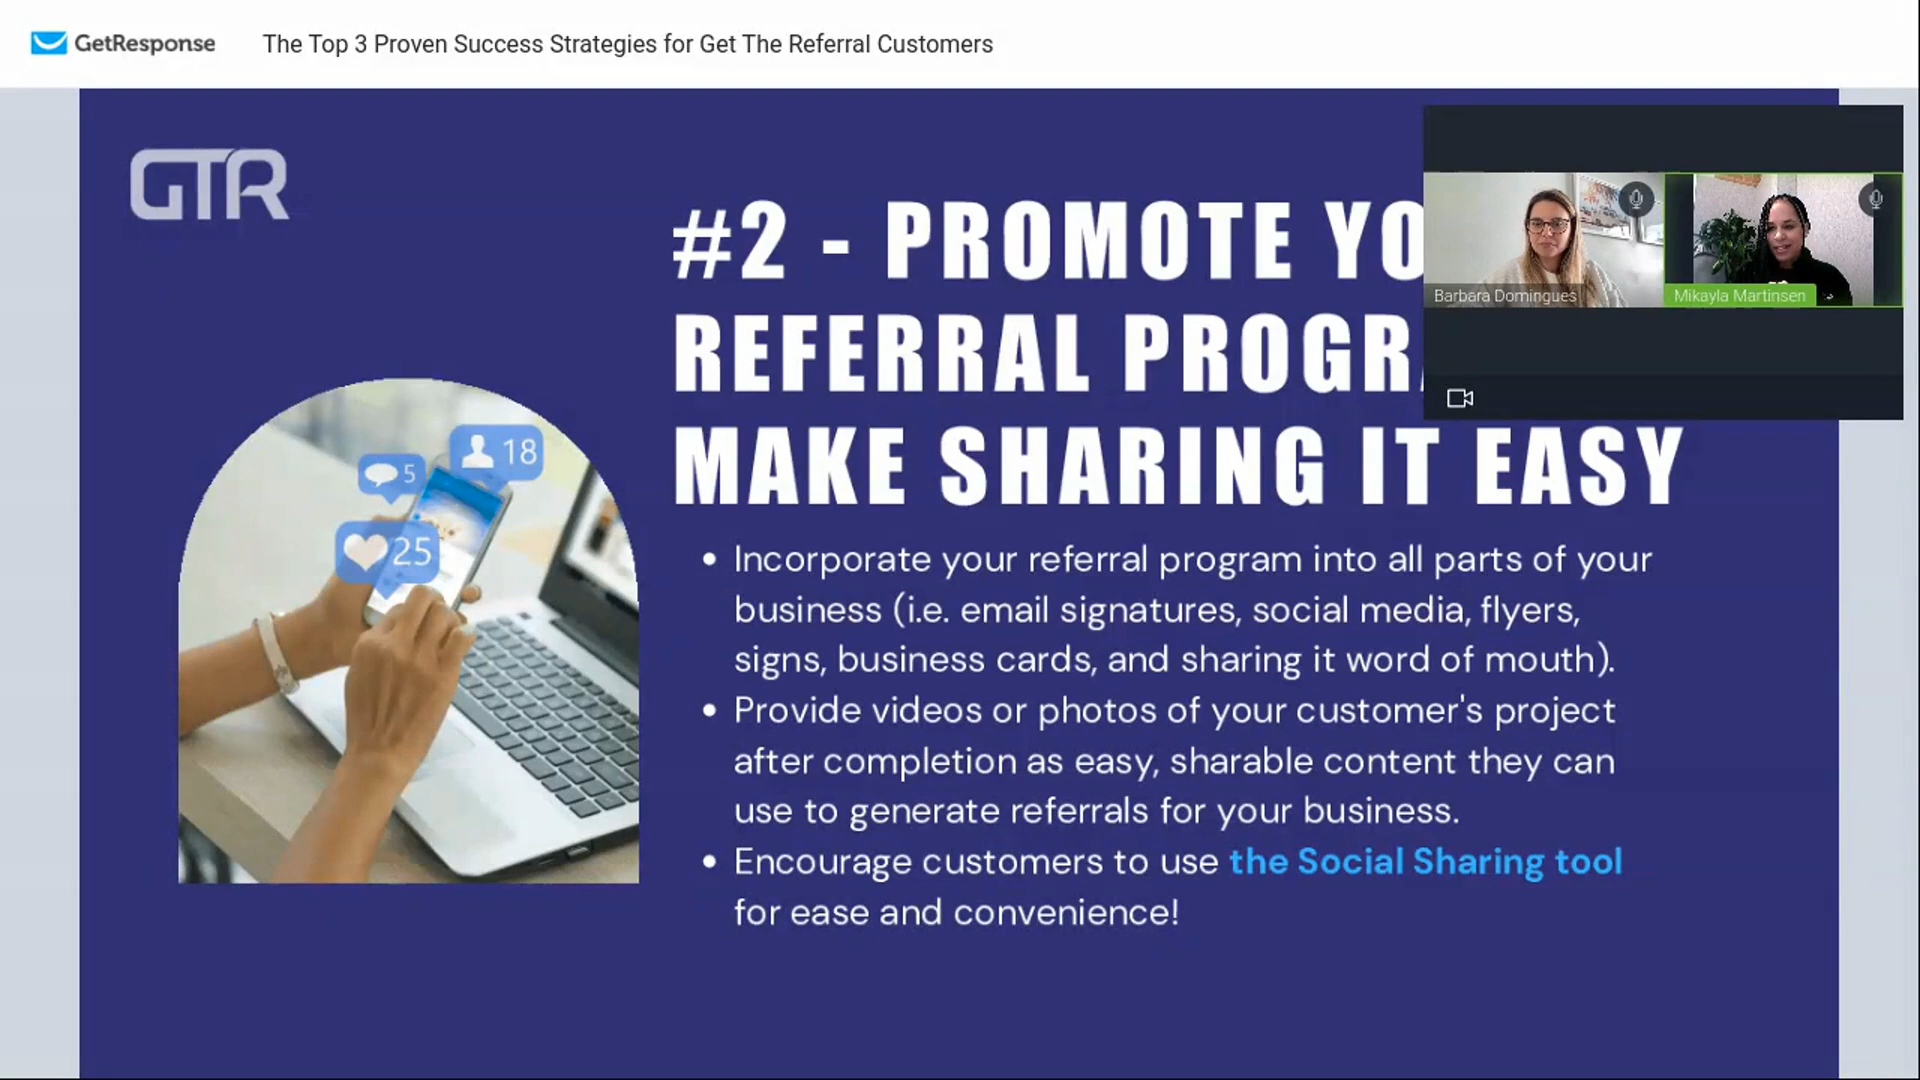 GetResponse
The Top 3 Proven Success Strategies for Get The Referral Customers
GTR
#2 - PROMOTE
REFERRAL
MAKE SHARING IT EASY
Barbara Domingues
Mikayla Martinsen
5
18
25
• Incorporate your referral program into all parts of your
business (i.e. email signatures, social media, flyers,
signs, business cards, and sharing it word of mouth).
• Provide videos or photos of your customer's project
after completion as easy, sharable content they can
use to generate referrals for your business.
• Encourage customers to use the Social Sharing tool
for ease and convenience!